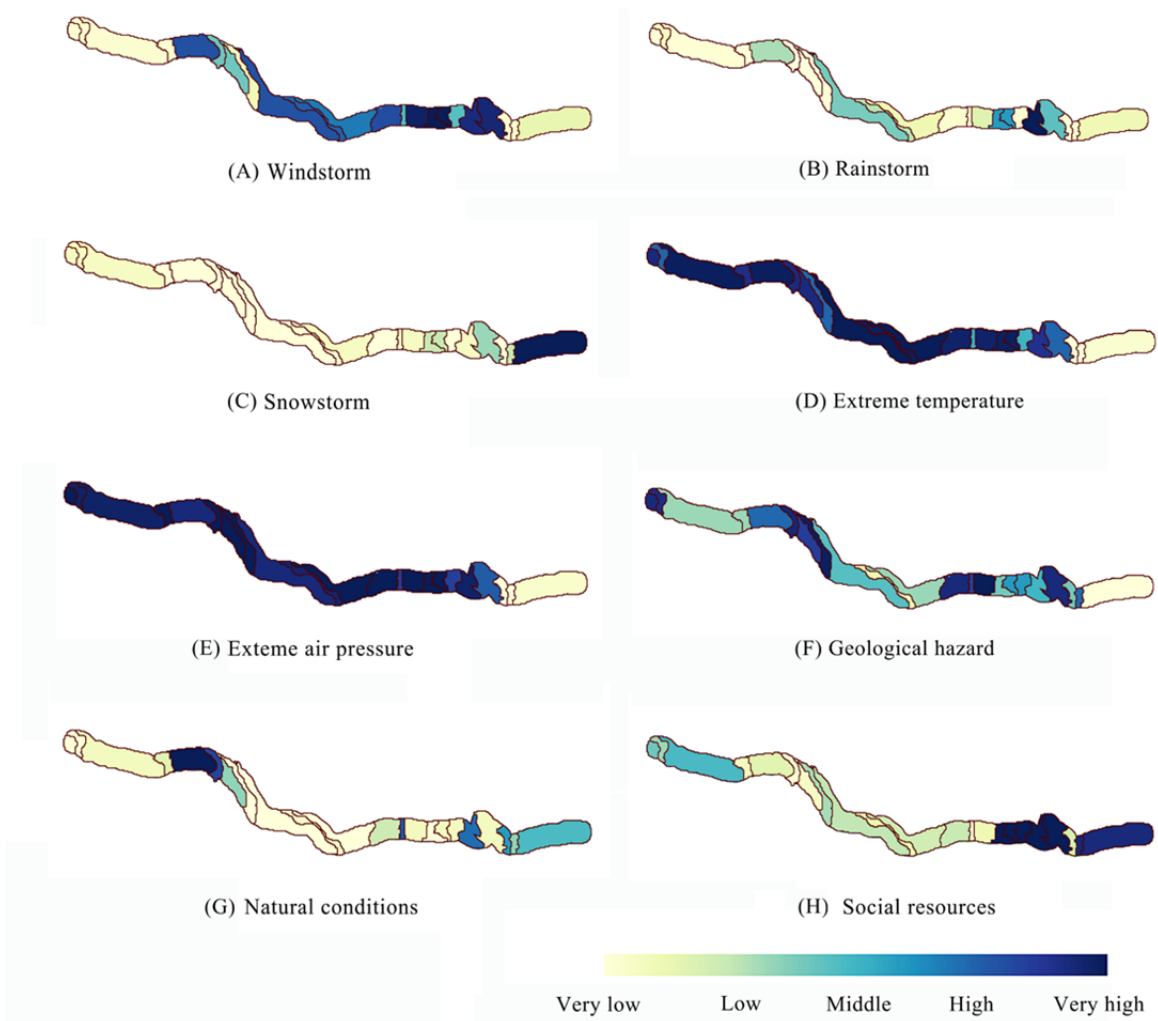 (A) Windstorm
(B) Rainstorm
(C) Snowstorm
(D) Extreme temperature
(E) Exteme air pressure
(F) Geological hazard
(G) Natural conditions
(H) Social resources
Very low Low Middle High Very high